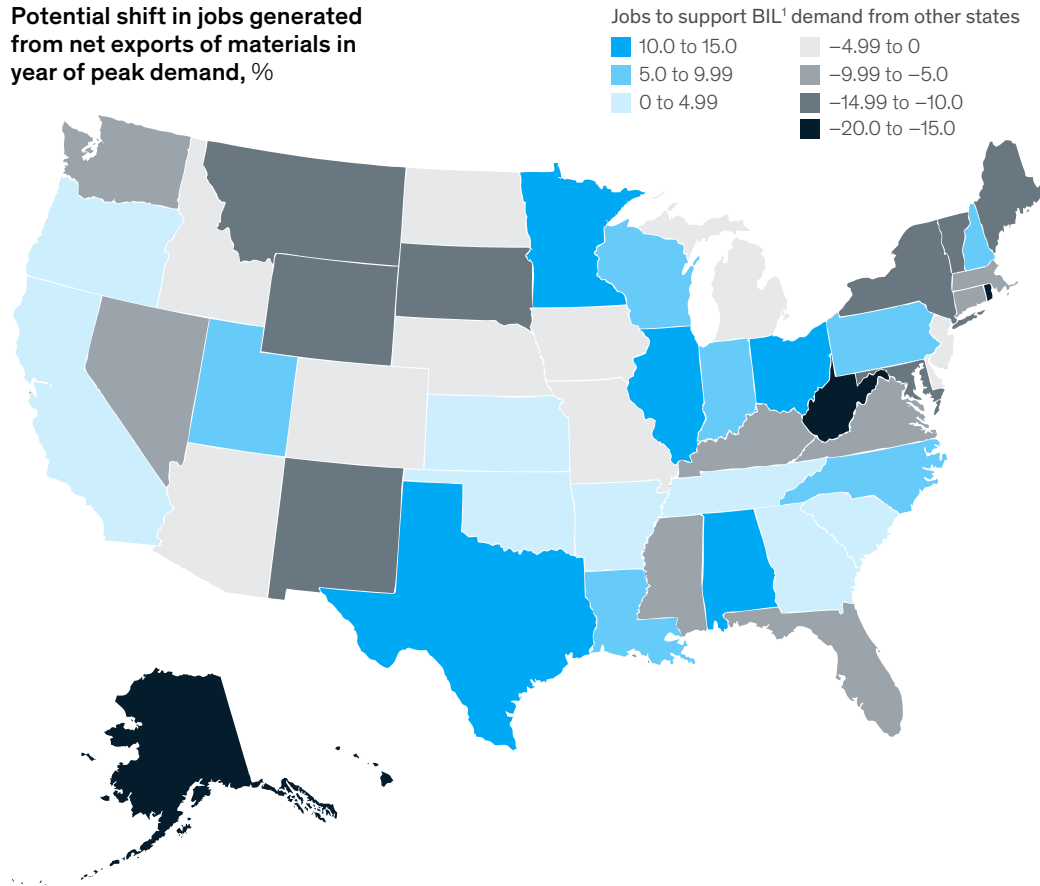 Potential shift in jobs generated
from net exports of materials in
year of peak demand, %
Jobs to support BIL¹ demand from other states
10.0 to 15.0
5.0 to 9.99
0 to 4.99
−4.99 to 0
−9.99 to −5.0
−14.99 to −10.0
−20.0 to −15.0